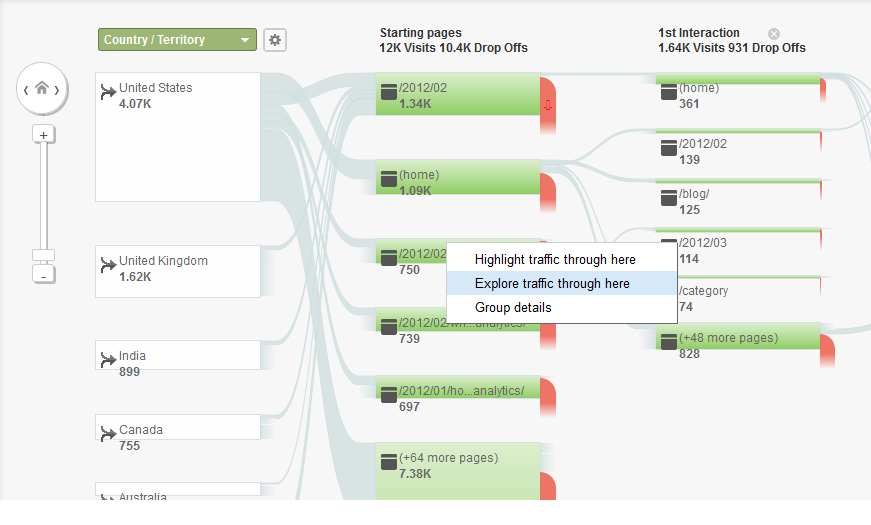 Country / Territory
Starting pages
12K Visits 10.4K Drop Offs
1st Interaction
1.64K Visits 931 Drop Offs
United States
4.07K
United Kingdom
1.62K
India
899
Canada
755
Australia
/2012/02
1.34K
(home)
1.09K
/2012/02
750
/2012/02/wh...analytics/
739
/2012/01/ho...analytics/
697
(+64 more pages)
7.38K
Highlight traffic through here
Explore traffic through here
Group details
(home)
361
/2012/02
139
/blog/
125
/2012/03
114
/category
74
(+48 more pages)
828
+
-